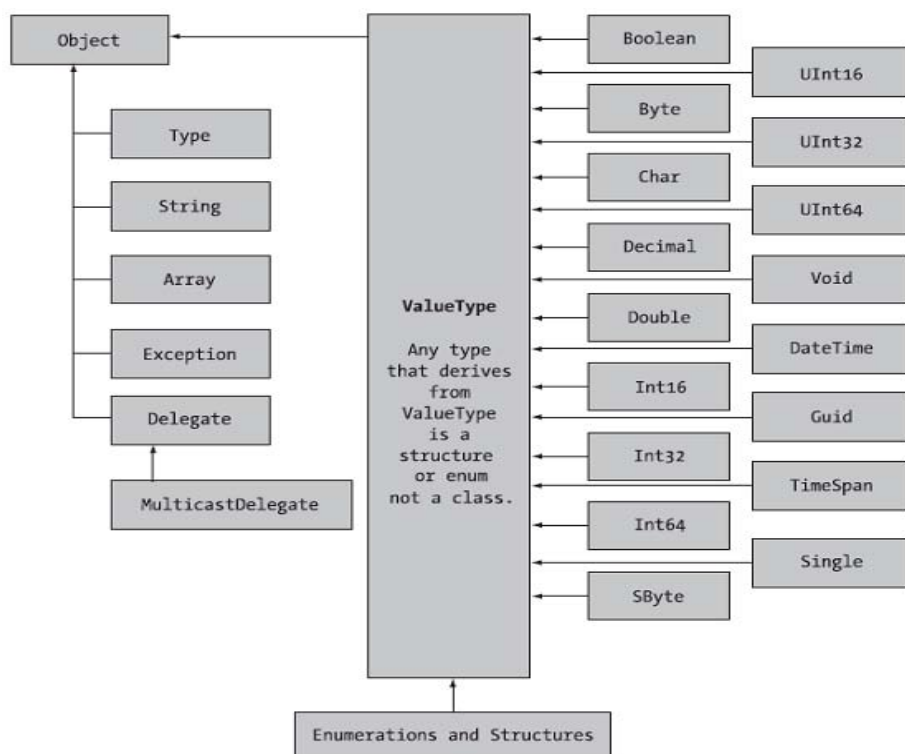 Object
Type
String
Array
Exception
Delegate
MulticastDelegate
ValueType
Any type
that derives
from
ValueType
is a
structure
or enum
not a class.
Boolean
UInt16
Byte
UInt32
Char
UInt64
Decimal
Void
Double
DateTime
Int16
Guid
Int32
TimeSpan
Int64
Single
SByte
Enumerations and Structures